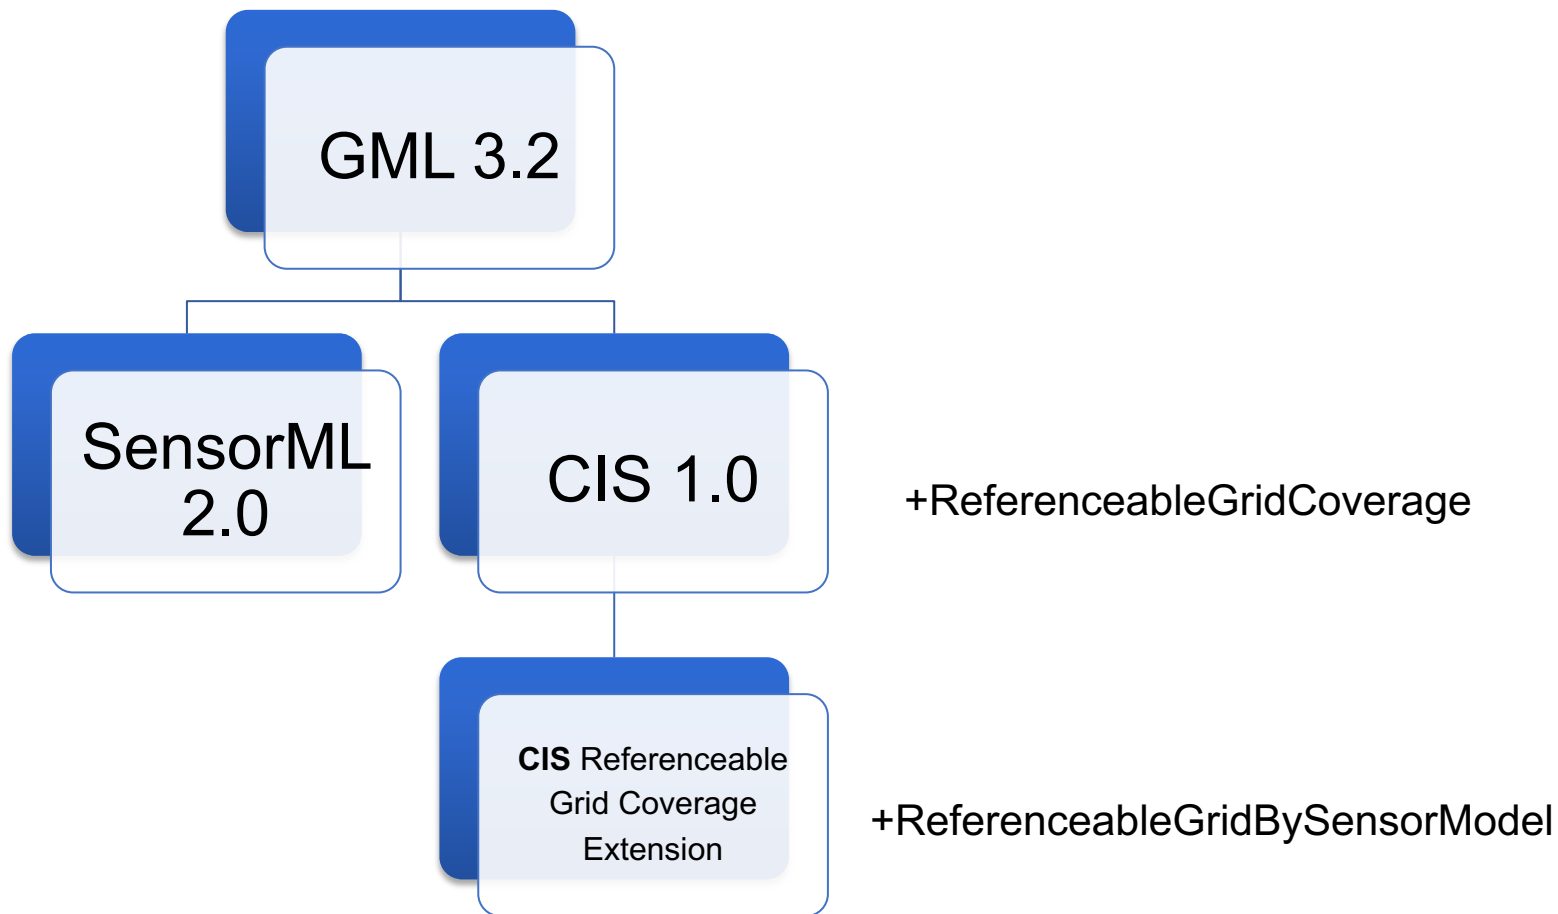 GML 3.2
SensorML
2.0
CIS 1.0
+ReferenceableGridCoverage
CIS Referenceable
Grid Coverage
Extension
+ReferenceableGridBySensorModel